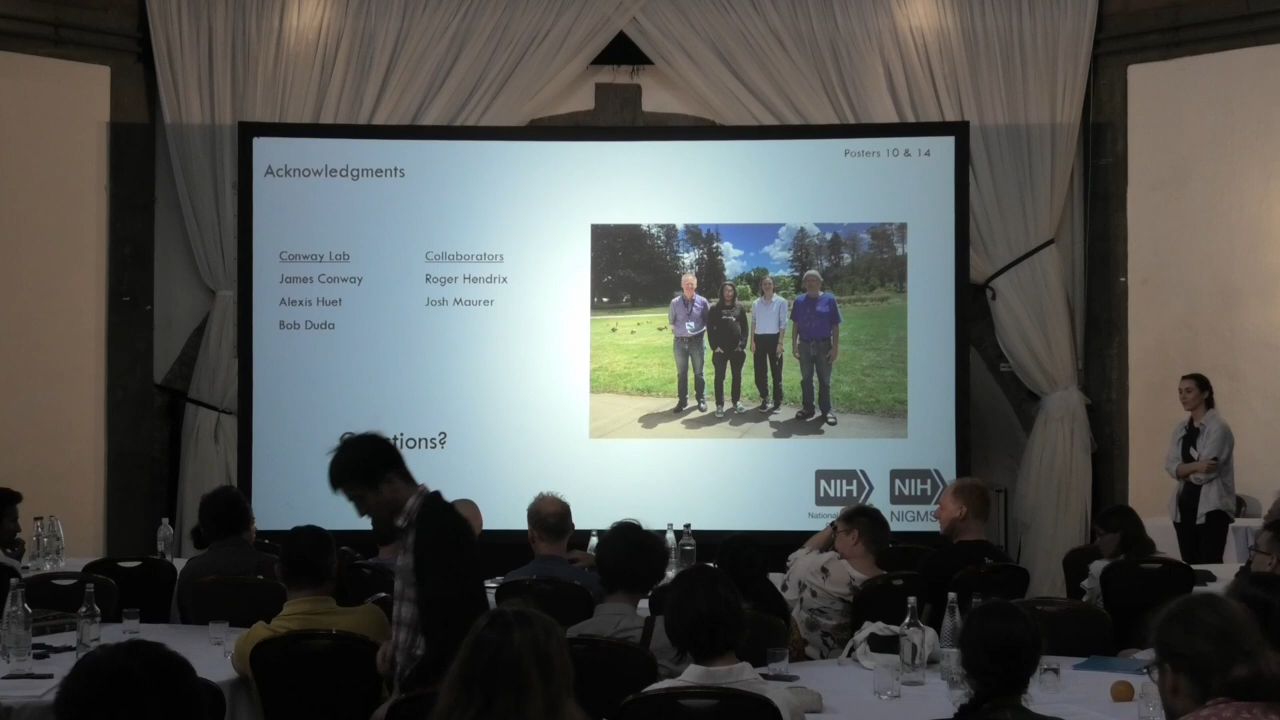 Posters 10 & 14
Acknowledgments
Conway Lab
James Conway
Alexis Huet
Bob Duda
Collaborators
Roger Hendrix
Josh Maurer
NIH
National
NIH
NIGMS